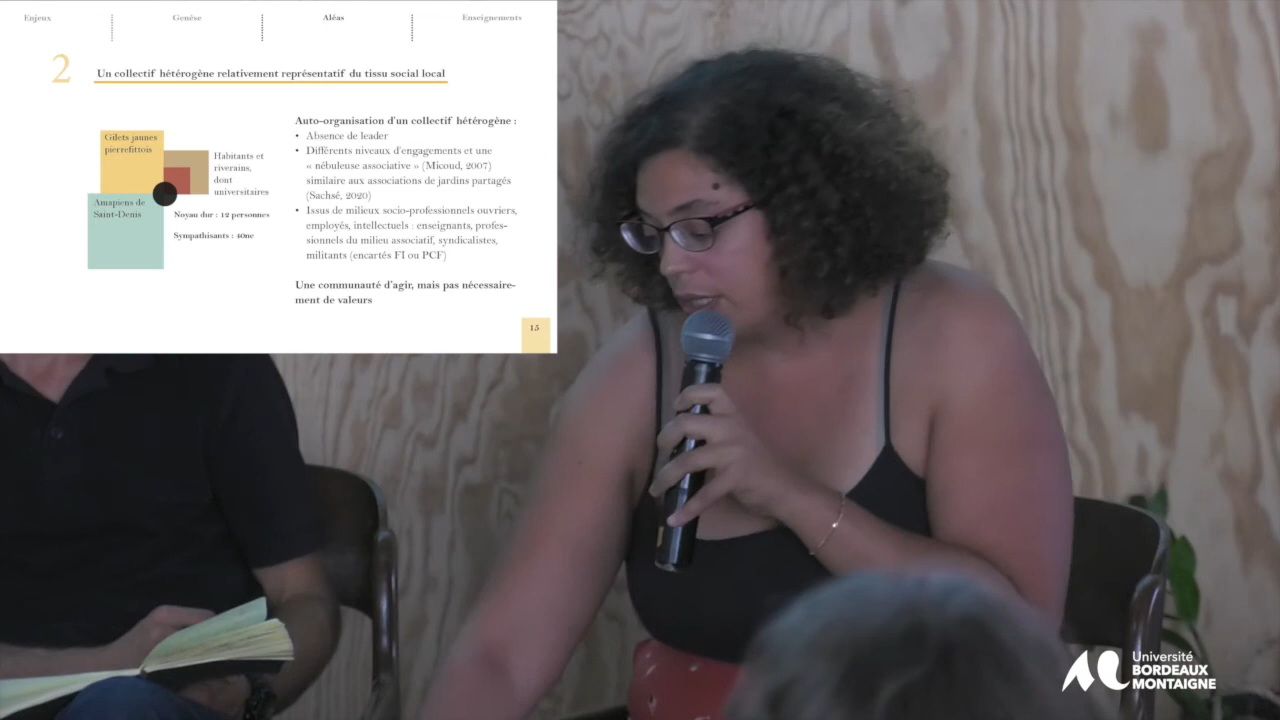 Enjeux
Genèse
Aléas
Enseignements
2
Un collectif hétérogène relativement représentatif du tissu social local
Gilets jaunes
pierrefittois
Habitants et
riverains,
dont
universitaires
Amapiens de
Saint-Denis
Noyau dur : 12 personnes
Sympathisants : 40ne
Auto-organisation d'un collectif hétérogène :
• Absence de leader
• Différents niveaux d'engagements et une
« nébuleuse associative » (Micoud, 2007)
similaire aux associations de jardins partagés
(Sachsé, 2020)
• Issus de milieux socio-professionnels ouvriers,
employés, intellectuels : enseignants, profes-
sionnels du milieu associatif, syndicalistes,
militants (encartés FI ou PCF)
Une communauté d'agir, mais pas nécessaire-
ment de valeurs
15
Université
BORDEAUX
MONTAIGNE